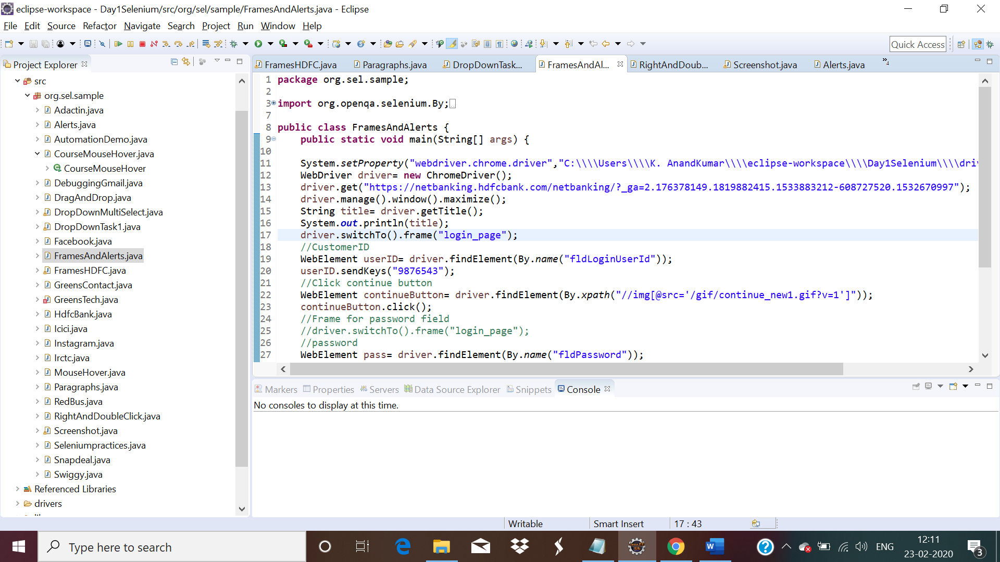 eclipse-workspace - Day1Selenium/src/org/sel/sample/FramesAndAlerts.java - Eclipse
File Edit Source Refactor Navigate Search Project Run Window Help
Quick Access
Project Explorer
src
org.sel.sample
Adactin.java
Alerts.java
AutomationDemo.java
CourseMouseHover.java
CourseMouseHover
DebuggingGmail.java
DragAndDrop.java
DropDownMultiSelect.java
DropDownTask1.java
Facebook.java
FramesAndAlerts.java
FramesHDFC.java
GreensContact.java
GreensTech.java
HdfcBank.java
Icici.java
Instagram.java
Irctc.java
MouseHover.java
Paragraphs.java
RedBus.java
RightAndDoubleClick.java
Screenshot.java
Seleniumpractices.java
Snapdeal.java
Swiggy.java
Referenced Libraries
drivers
FramesHDFC.java Paragraphs.java DropDownTask... FramesAndAl... RightAndDoub... Screenshot.java Alerts.java »4
1 package org.sel.sample;
2
3 import org.openqa.selenium.By;
7
8 public class FramesAndAlerts {
9 public static void main(String[] args) {
10
11 System.setProperty("webdriver.chrome.driver","C:\\\\Users\\\\K. AnandKumar\\\\eclipse-workspace\\\\Day1Selenium\\\\driv
12 WebDriver driver= new ChromeDriver();
13 driver.get("https://netbanking.hdfcbank.com/netbanking/?_ga=2.176378149.1819882415.1533883212-608727520.1532670997");
14 driver.manage().window().maximize();
15 String title= driver.getTitle();
16 System.out.println(title);
17 driver.switchTo().frame("login_page");
18 //CustomerID
19 WebElement userID= driver.findElement(By.name("fldLoginUserId"));
20 userID.sendKeys("9876543");
21 //Click continue button
22 WebElement continueButton= driver.findElement(By.xpath("//img[@src='/gif/continue_new1.gif?v=1']"));
23 continueButton.click();
24 //Frame for password field
25 //driver.switchTo().frame("login_page");
26 //password
27 WebElement pass= driver.findElement(By.name("fldPassword"));
Markers Properties Servers Data Source Explorer Snippets Console
No consoles to display at this time.
Writable Smart Insert 17 : 43
Type here to search
ENG
12:11
23-02-2020
3